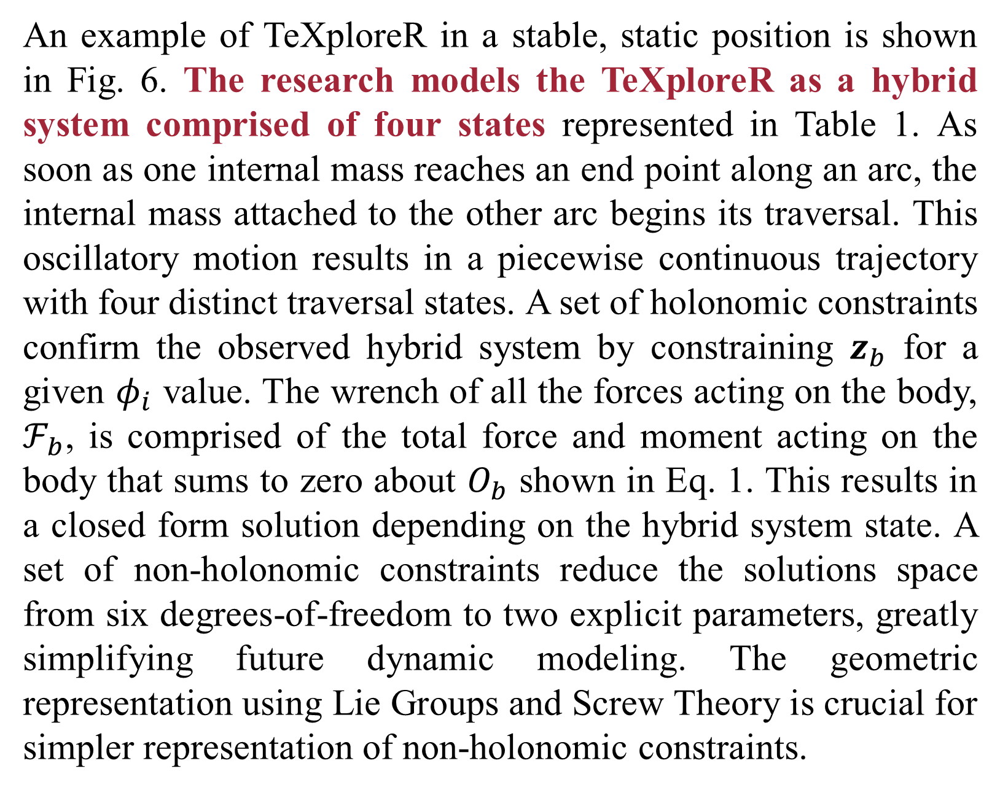 An example of TeXploreR in a stable, static position is shown
in Fig. 6. The research models the TeXploreR as a hybrid
system comprised of four states represented in Table 1. As
soon as one internal mass reaches an end point along an arc, the
internal mass attached to the other arc begins its traversal. This
oscillatory motion results in a piecewise continuous trajectory
with four distinct traversal states. A set of holonomic constraints
confirm the observed hybrid system by constraining 𝒛_b for a
given ϕ_i value. The wrench of all the forces acting on the body,
ℱ_b, is comprised of the total force and moment acting on the
body that sums to zero about O_b shown in Eq. 1. This results in
a closed form solution depending on the hybrid system state. A
set of non-holonomic constraints reduce the solutions space
from six degrees-of-freedom to two explicit parameters, greatly
simplifying future dynamic modeling. The geometric
representation using Lie Groups and Screw Theory is crucial for
simpler representation of non-holonomic constraints.